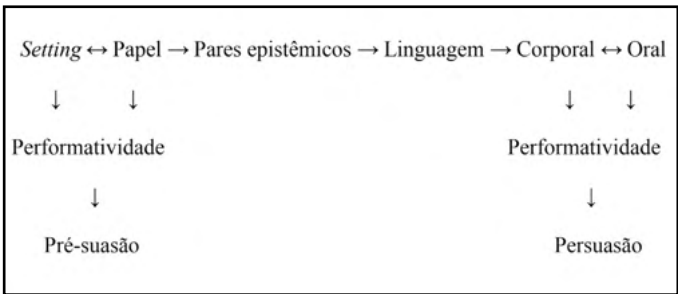 Setting ↔ Papel → Pares epistêmicos → Linguagem → Corporal ↔ Oral
↓ ↓ ↓ ↓
Performatividade Performatividade
↓ ↓
Pré-suasão Persuasão